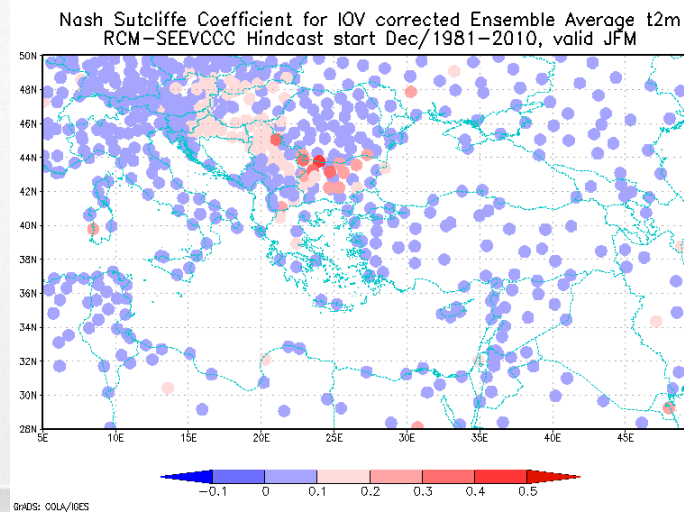 Nash Sutcliffe Coefficient for IOV corrected Ensemble Average t2m
RCM-SEEVCCC Hindcast start Dec/1981-2010, valid JFM
50N
48N
46N
44N
42N
40N
38N
36N
34N
32N
30N
28N
5E 10E 15E 20E 25E 30E 35E 40E 45E
-0.1 0 0.1 0.2 0.3 0.4 0.5
GrADS: COLA/IGES